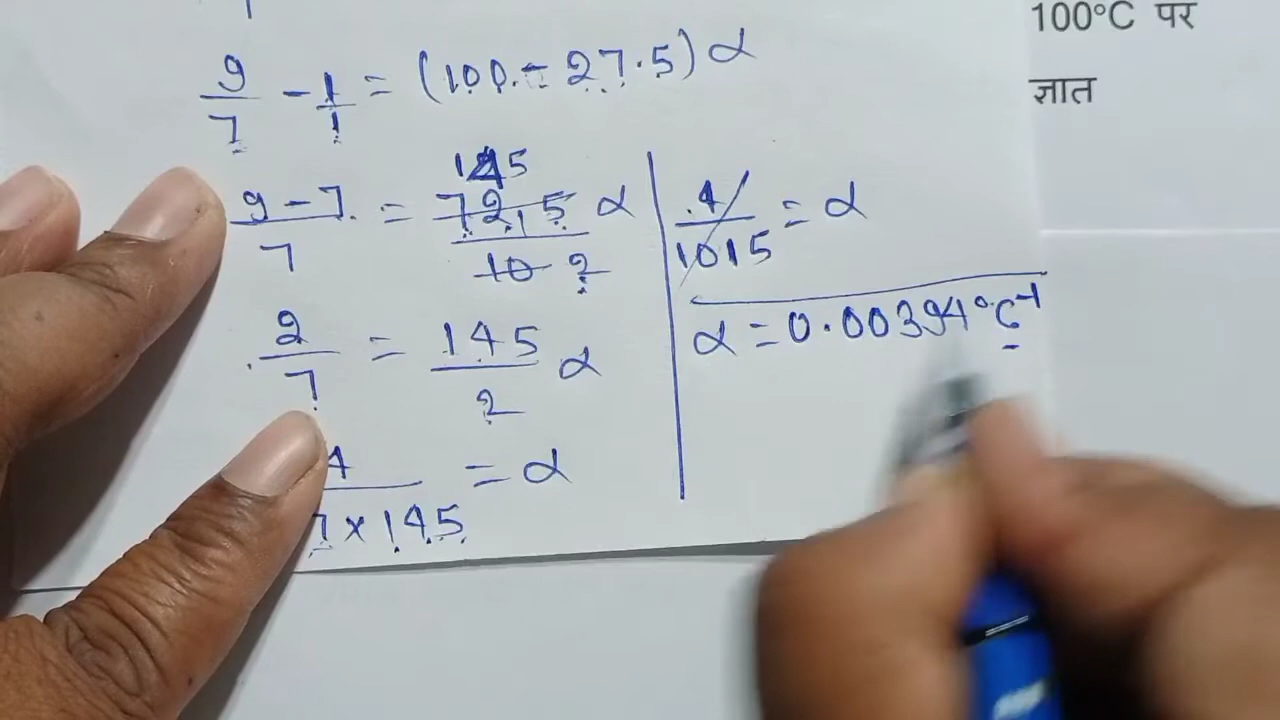 9/7 - 1/1 = (100 - 27.5) α
145
9-7/7 = 72.5/10 2 α
2/7 = 145/2 α
4/7×145 = α
4/1015 = α
α = 0.00394°C⁻¹
100°C पर
ज्ञात